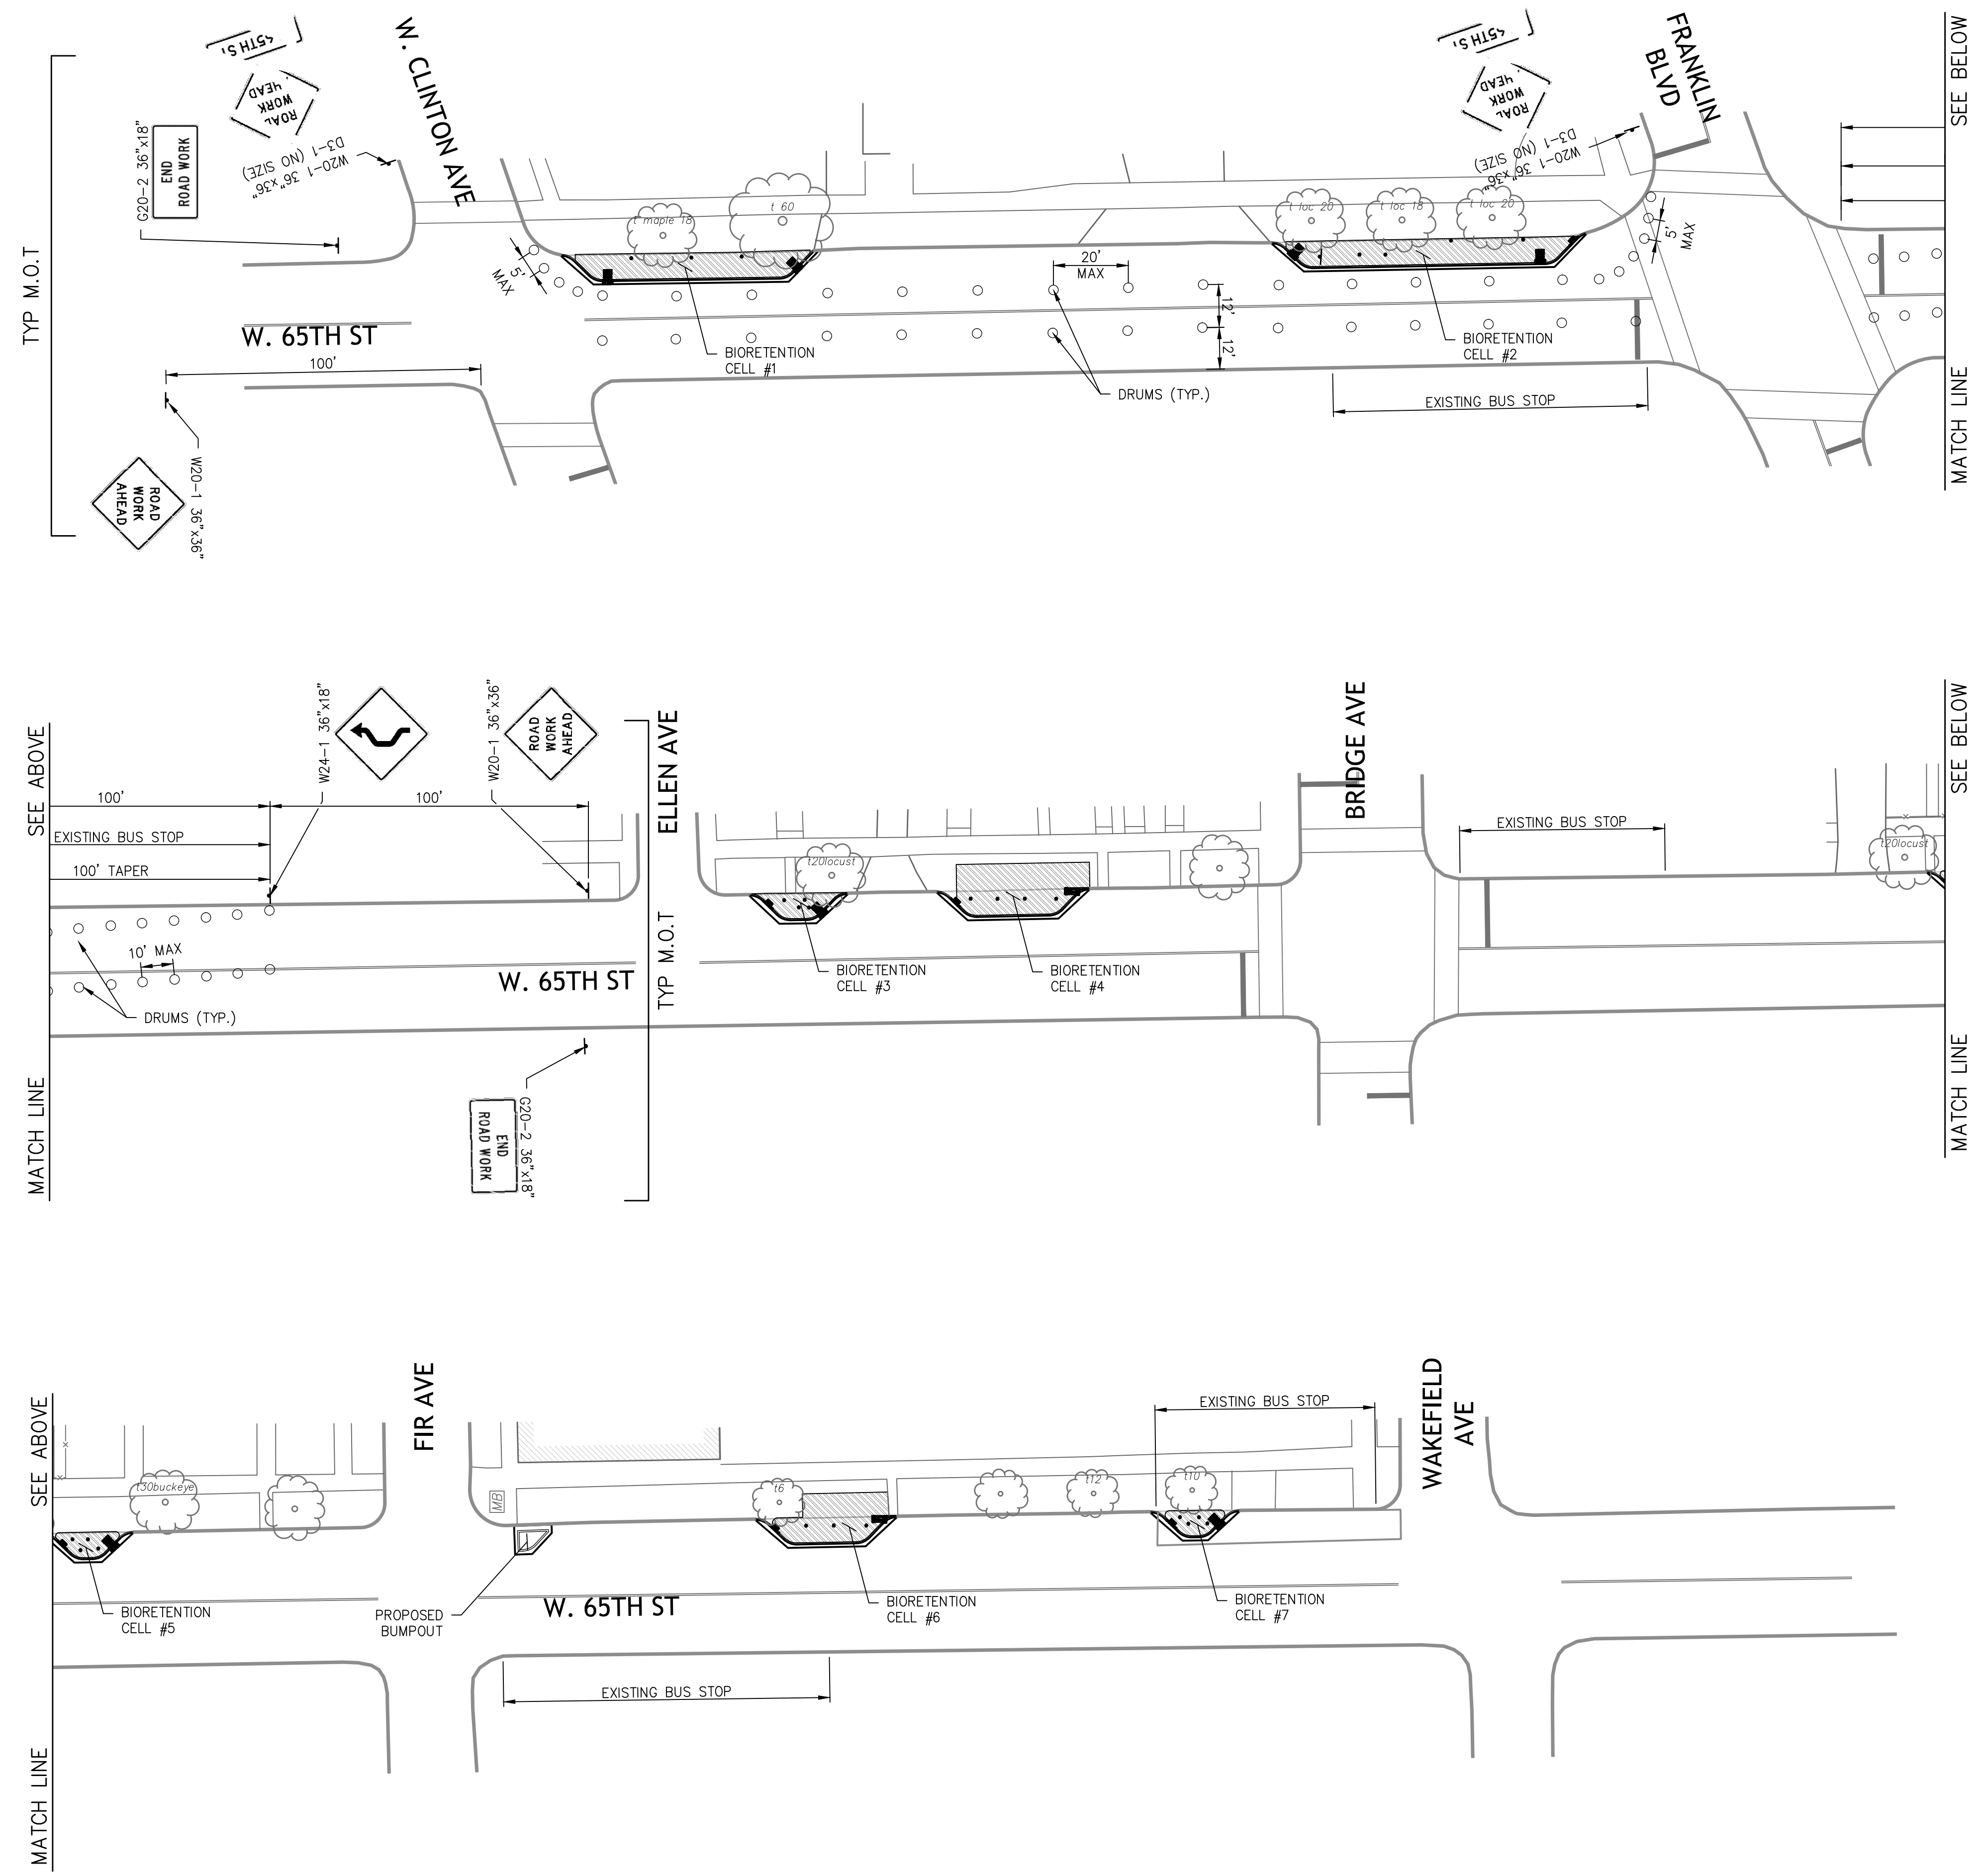 TYP M.O.T
G20-2 36"x18"
END
ROAD WORK
65TH S
ROAD
WORK
AHEAD
W20-1 36"x36"
D3-1 (NO SIZE)
W. CLINTON AVE
W. 65TH ST
100'
ROAD
WORK
AHEAD
W20-1 36"x36"
5'
MAX
t maple 18
t 60
BIORETENTION
CELL #1
20'
MAX
12'
12'
DRUMS (TYP.)
t loc 20
t loc 18
t loc 20
BIORETENTION
CELL #2
EXISTING BUS STOP
65TH S
ROAD
WORK
AHEAD
W20-1 36"x36"
D3-1 (NO SIZE)
FRANKLIN
BLVD
5'
MAX
MATCH LINE
SEE BELOW
MATCH LINE
SEE ABOVE
100'
EXISTING BUS STOP
100' TAPER
10' MAX
DRUMS (TYP.)
W24-1 36"x18"
100'
W20-1 36"x36"
ROAD
WORK
AHEAD
W. 65TH ST
END
ROAD WORK
G20-2 36"x18"
ELLEN AVE
TYP M.O.T
t20locust
BIORETENTION
CELL #3
BIORETENTION
CELL #4
BRIDGE AVE
EXISTING BUS STOP
t20locust
MATCH LINE
SEE BELOW
MATCH LINE
SEE ABOVE
t30buckeye
BIORETENTION
CELL #5
FIR AVE
MB
PROPOSED
BUMPOUT
W. 65TH ST
EXISTING BUS STOP
t6
BIORETENTION
CELL #6
t12
t10
EXISTING BUS STOP
BIORETENTION
CELL #7
WAKEFIELD
AVE